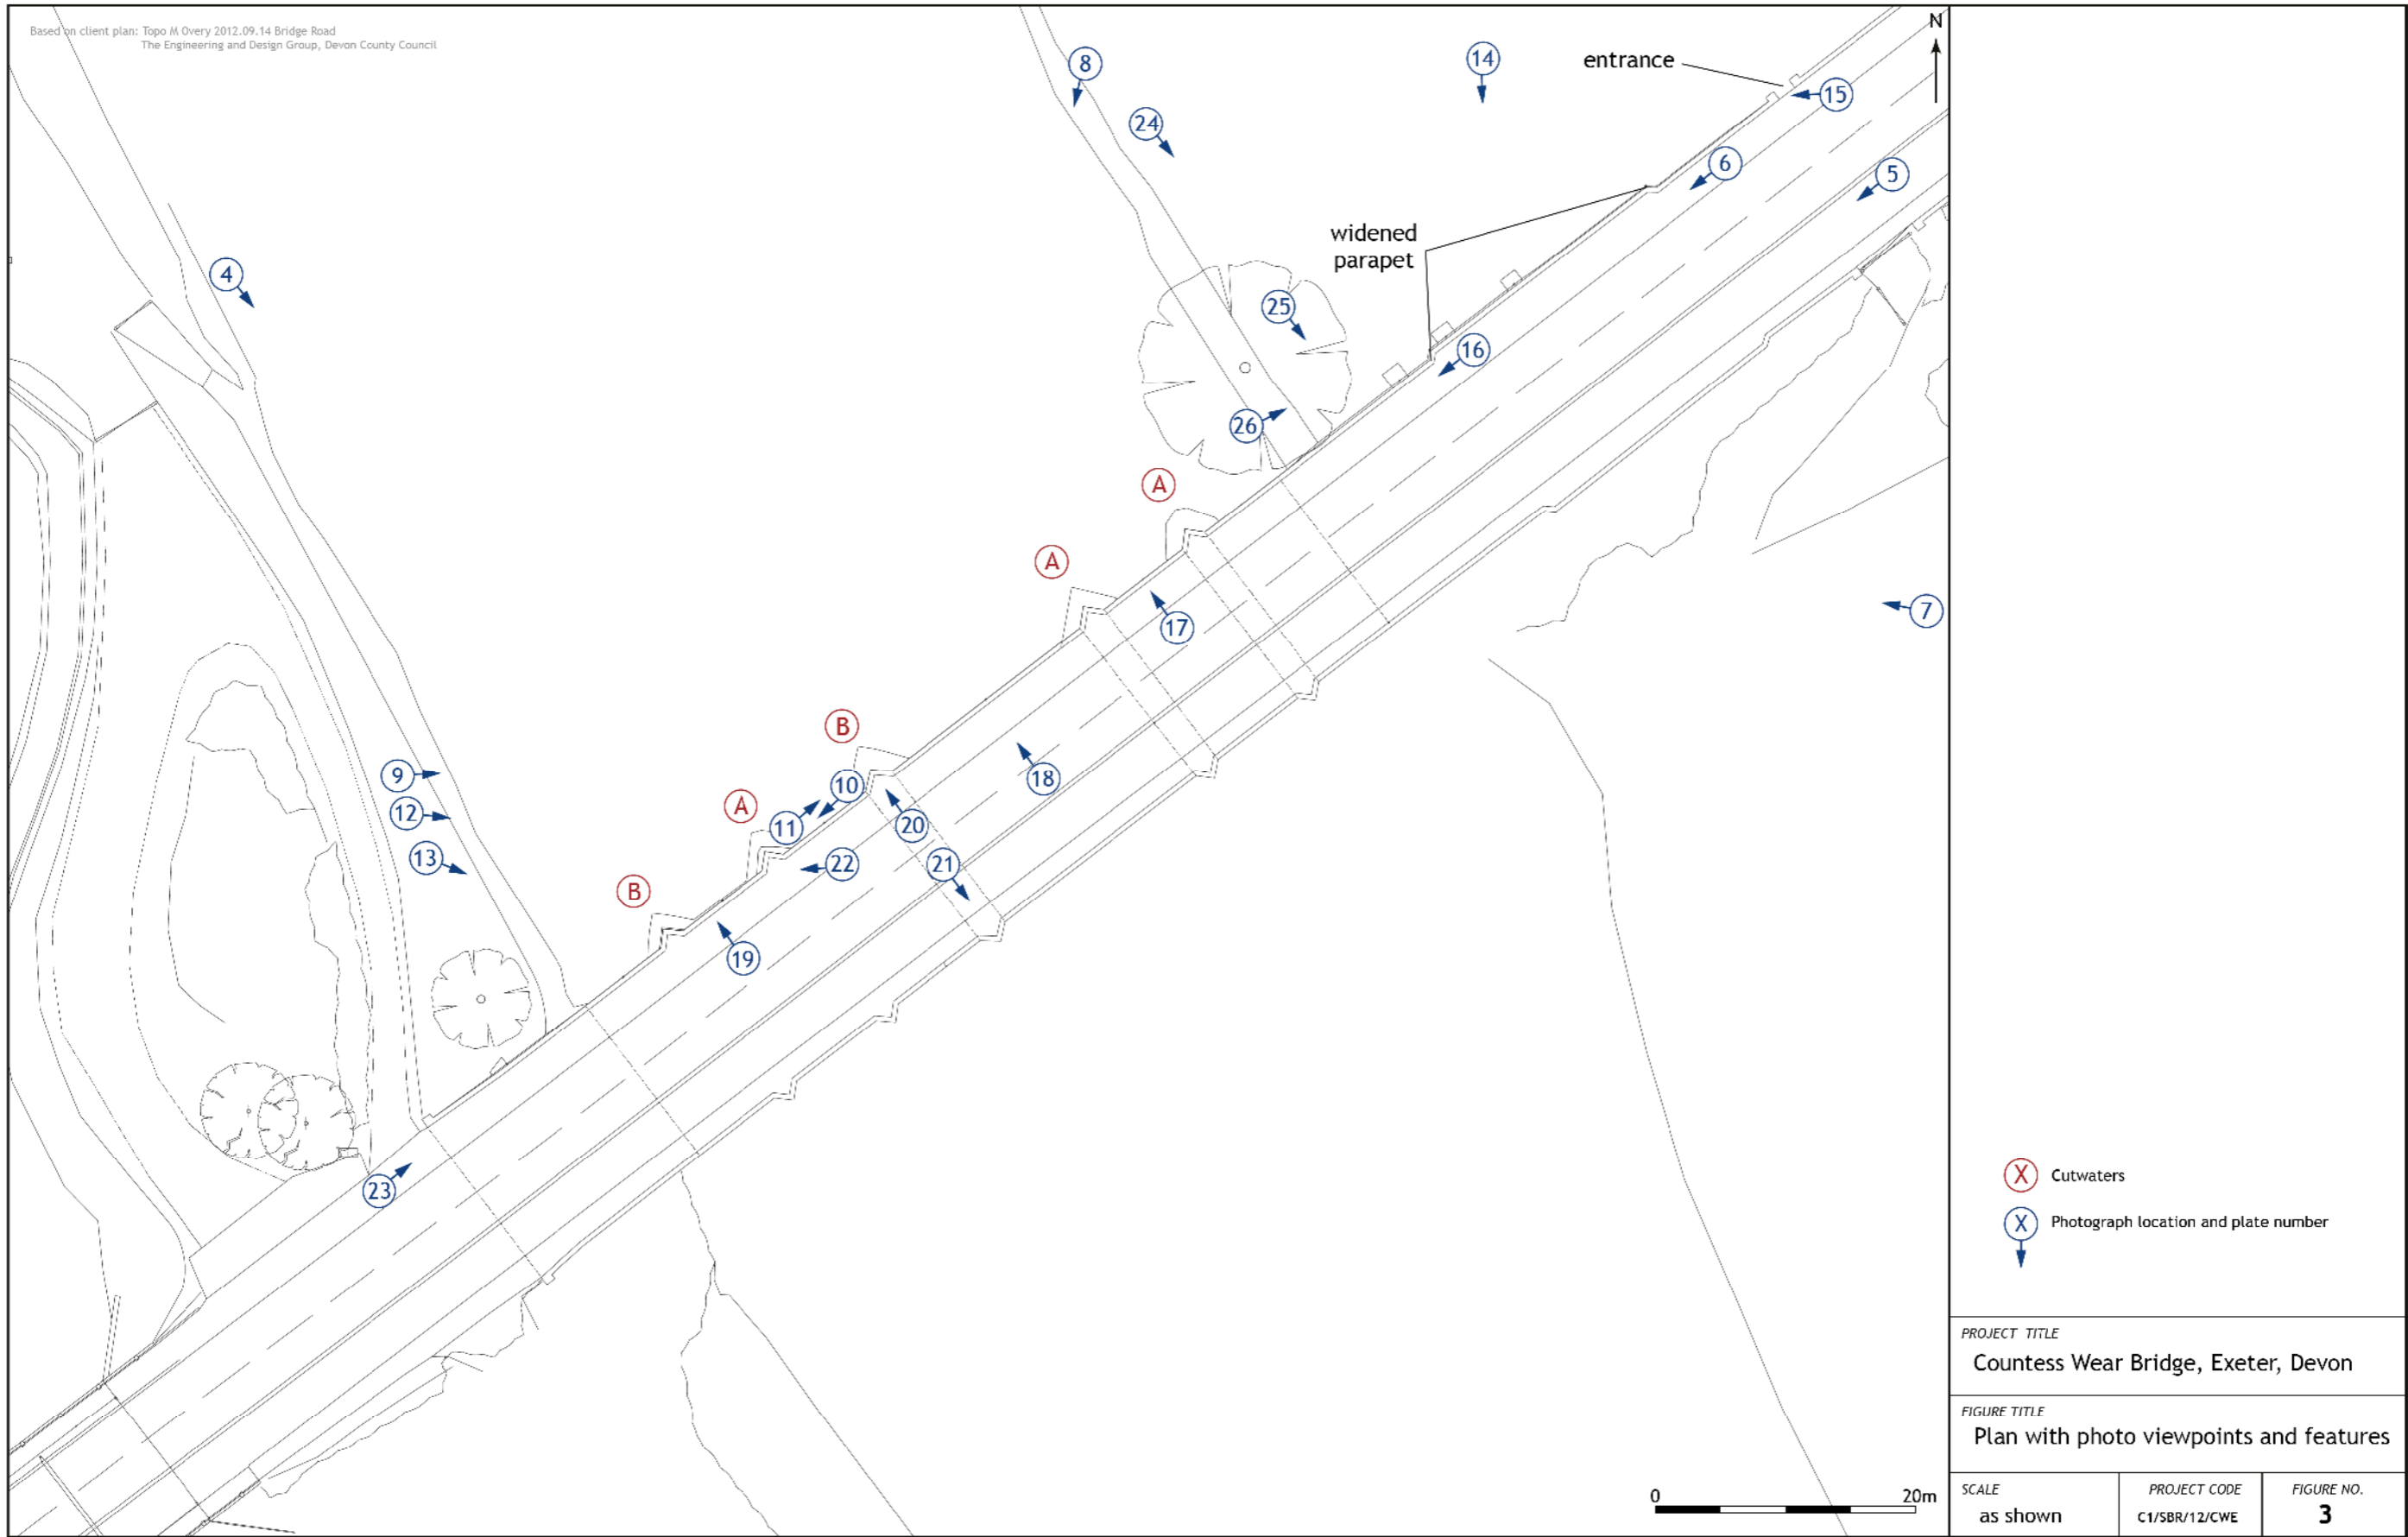 Based on client plan: Topo M Overy 2012.09.14 Bridge Road
The Engineering and Design Group, Devon County Council
N
8
14
entrance
15
24
6
5
widened
parapet
4
25
16
26
A
A
7
17
B
18
9
10
A
12
11
20
13
22
21
B
19
23
X Cutwaters
X Photograph location and plate number
PROJECT TITLE
Countess Wear Bridge, Exeter, Devon
FIGURE TITLE
Plan with photo viewpoints and features
0 20m
SCALE
as shown
PROJECT CODE
C1/SBR/12/CWE
FIGURE NO.
3